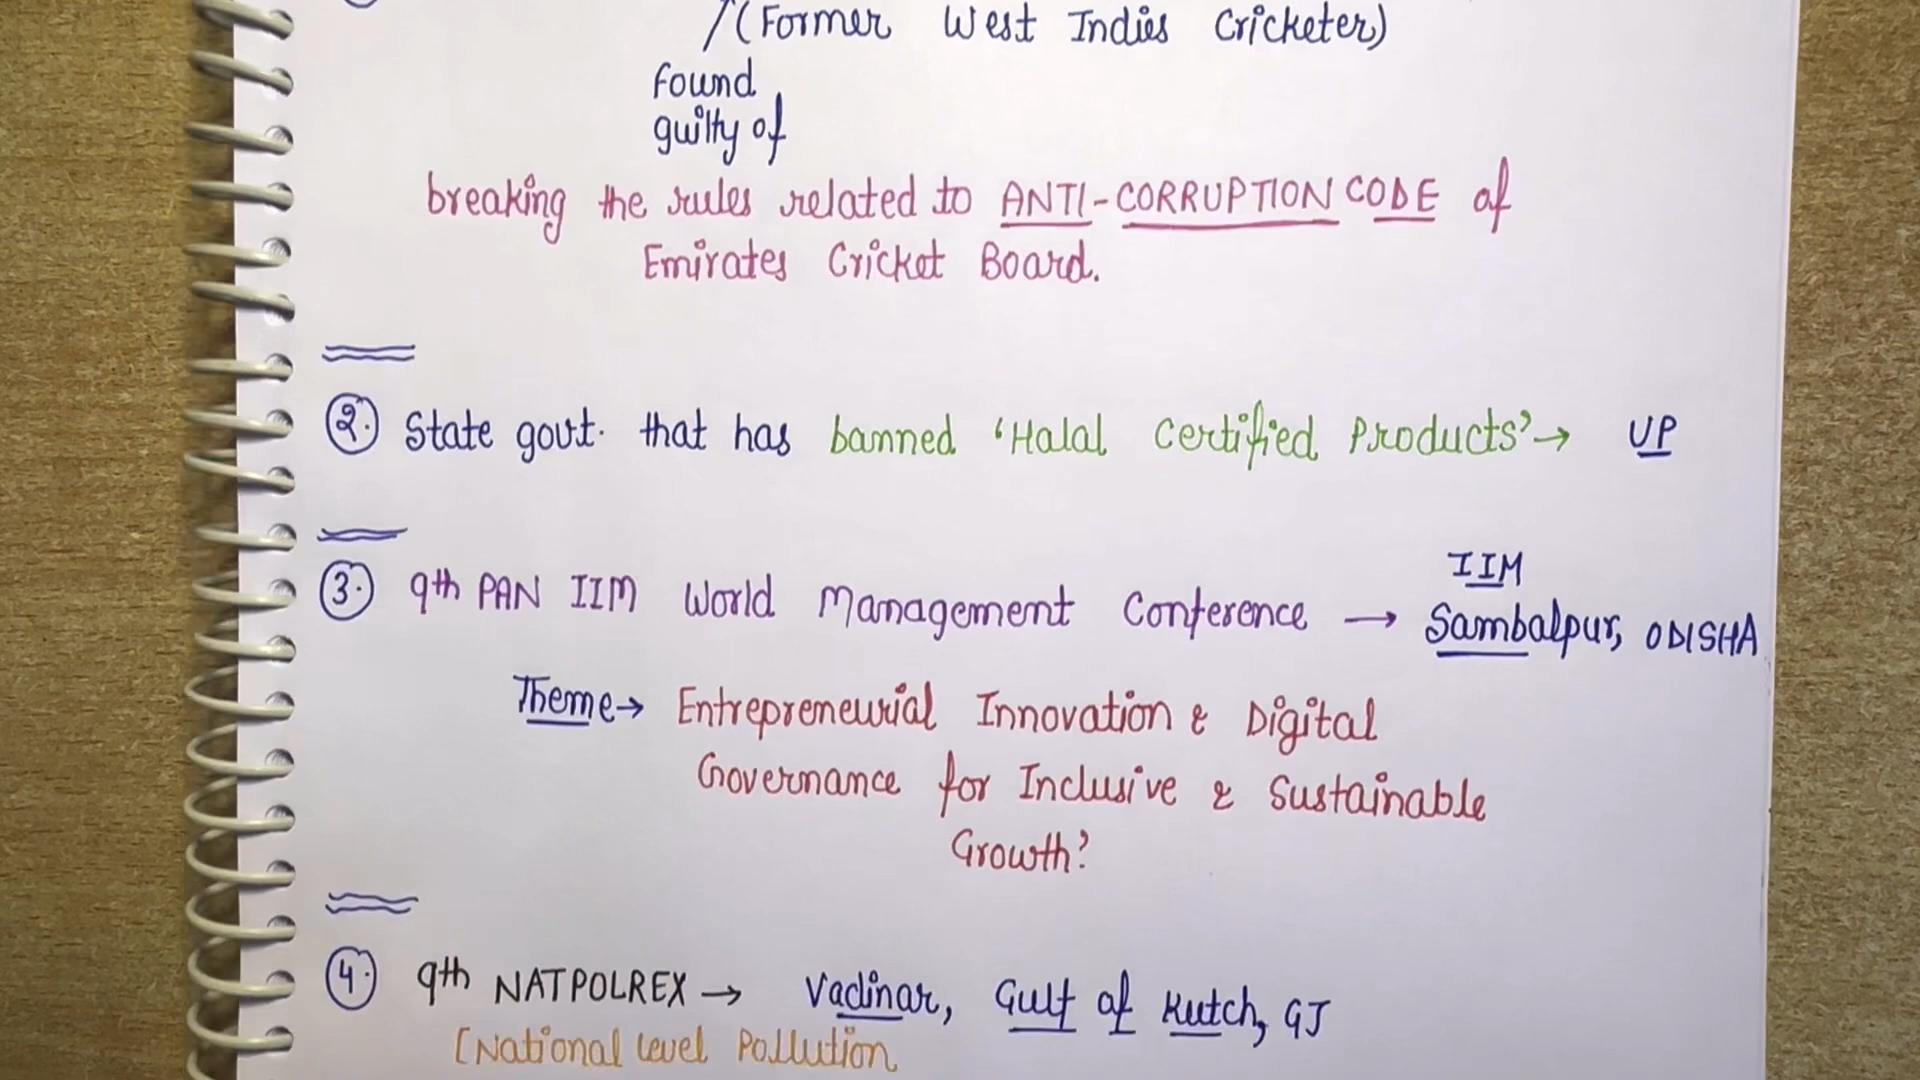 (Former West Indies Cricketer)
found
guilty of
breaking the rules related to ANTI-CORRUPTION CODE of
Emirates Cricket Board.
2. State govt. that has banned 'Halal Certified Products' → UP
IIM
3. 9th PAN IIM World Management Conference → Sambalpur, ODISHA
Theme → Entrepreneurial Innovation & Digital
Governance for Inclusive & Sustainable
Growth'
4. 9th NATPOLREX → Vadinar, Gulf of Kutch, GJ
[National Level Pollution